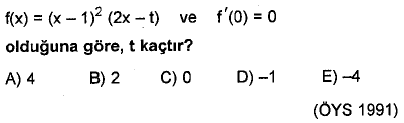 f(x) = (x – 1)² (2x – t) ve f'(0) = 0
olduğuna göre, t kaçtır?
A) 4 B) 2 C) 0 D) –1 E) –4
(ÖYS 1991)